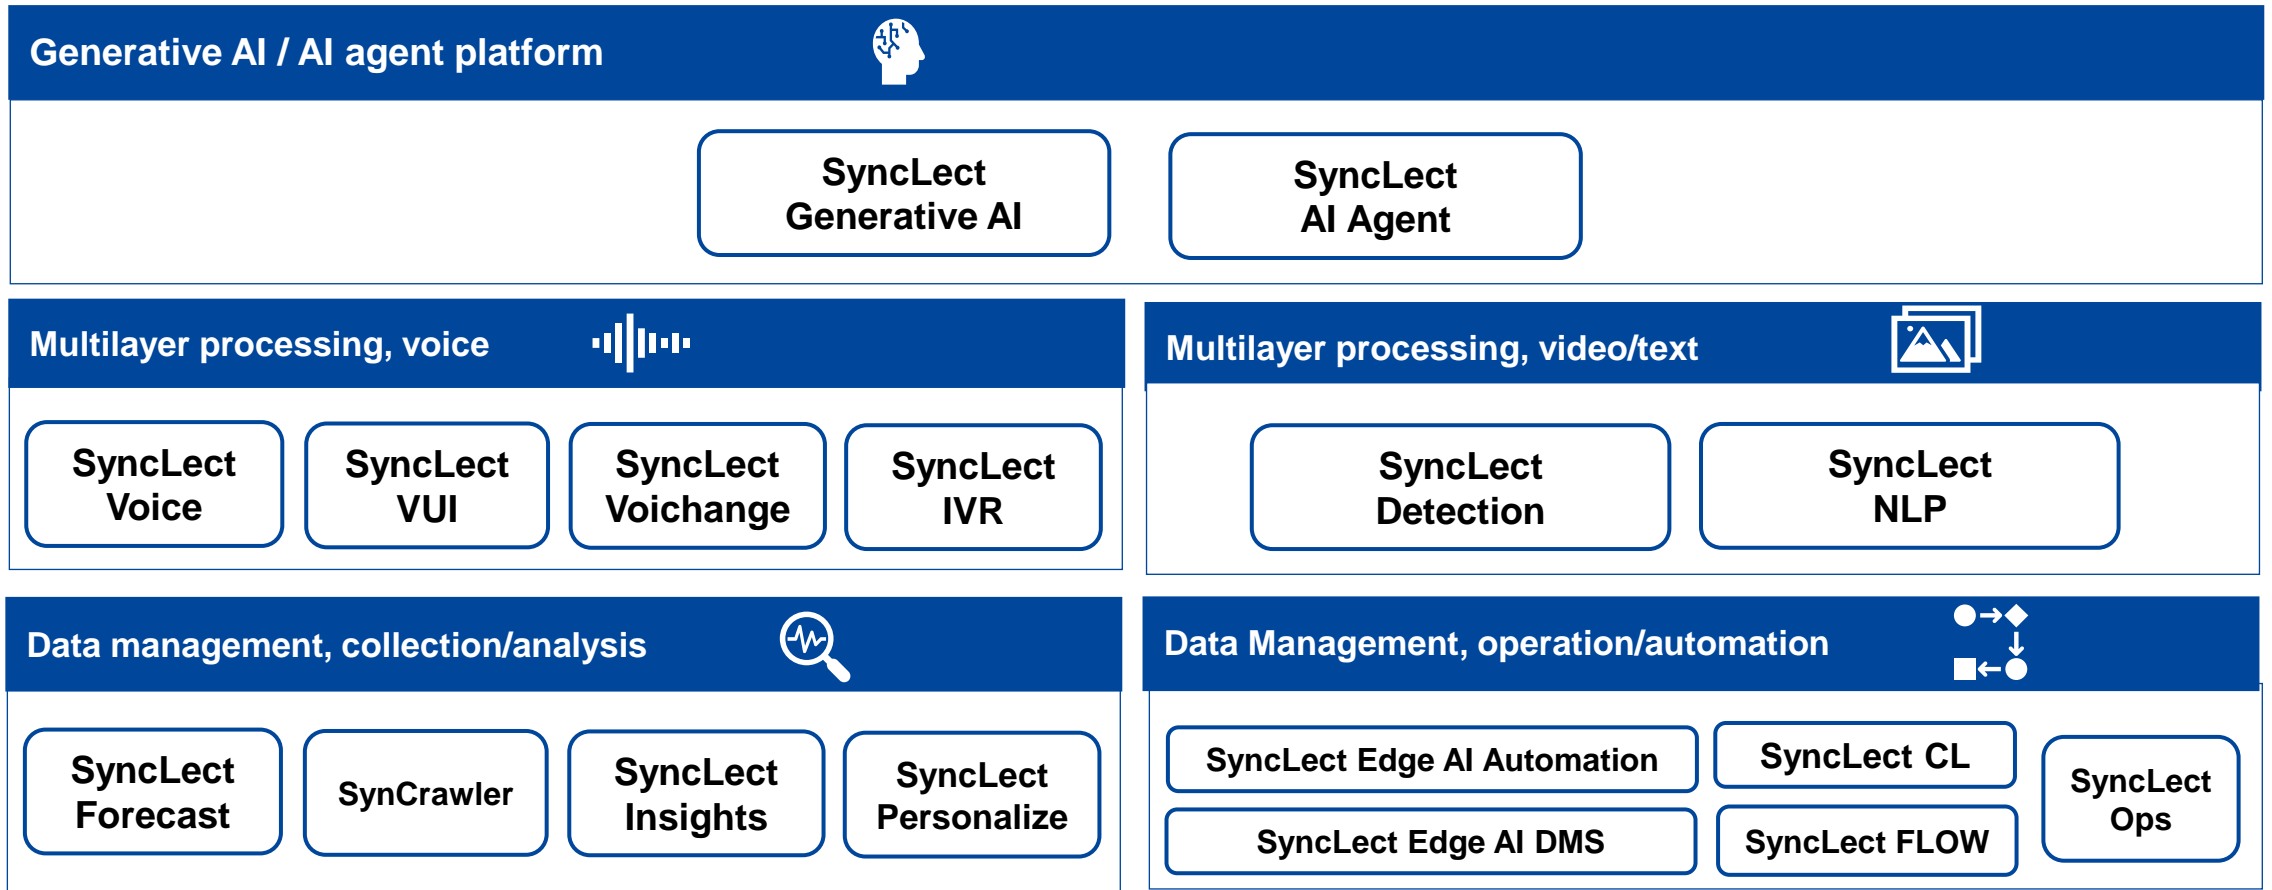 Generative AI / AI agent platform
SyncLect
Generative AI
SyncLect
AI Agent
Multilayer processing, voice
SyncLect
Voice
SyncLect
VUI
SyncLect
Voichange
SyncLect
IVR
Multilayer processing, video/text
SyncLect
Detection
SyncLect
NLP
Data management, collection/analysis
SyncLect
Forecast
SynCrawler
SyncLect
Insights
SyncLect
Personalize
Data Management, operation/automation
SyncLect Edge AI Automation
SyncLect CL
SyncLect Edge AI DMS
SyncLect FLOW
SyncLect
Ops